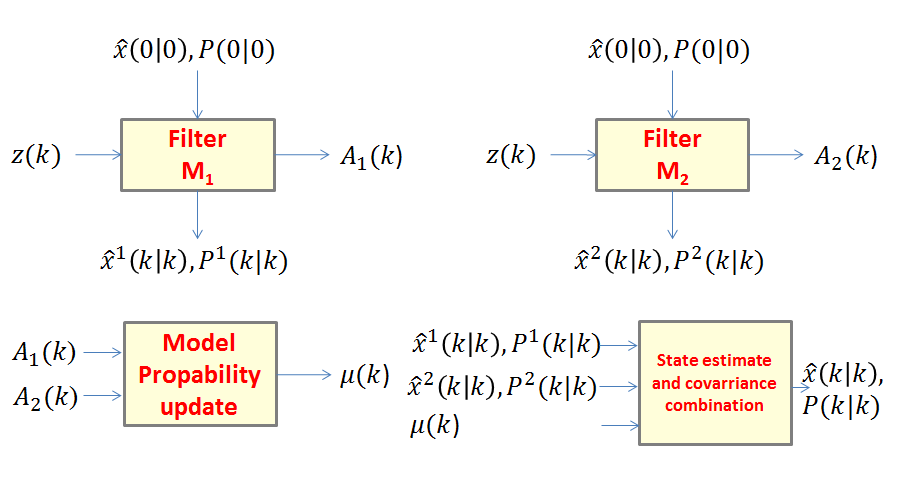 x̂(0|0), P(0|0)
x̂(0|0), P(0|0)
z(k)
Filter
M₁
A₁(k)
z(k)
Filter
M₂
A₂(k)
x̂¹(k|k), P¹(k|k)
x̂²(k|k), P²(k|k)
A₁(k)
A₂(k)
Model
Propability
update
μ(k)
x̂¹(k|k), P¹(k|k)
x̂²(k|k), P²(k|k)
μ(k)
State estimate
and covarriance
combination
x̂(k|k),
P(k|k)